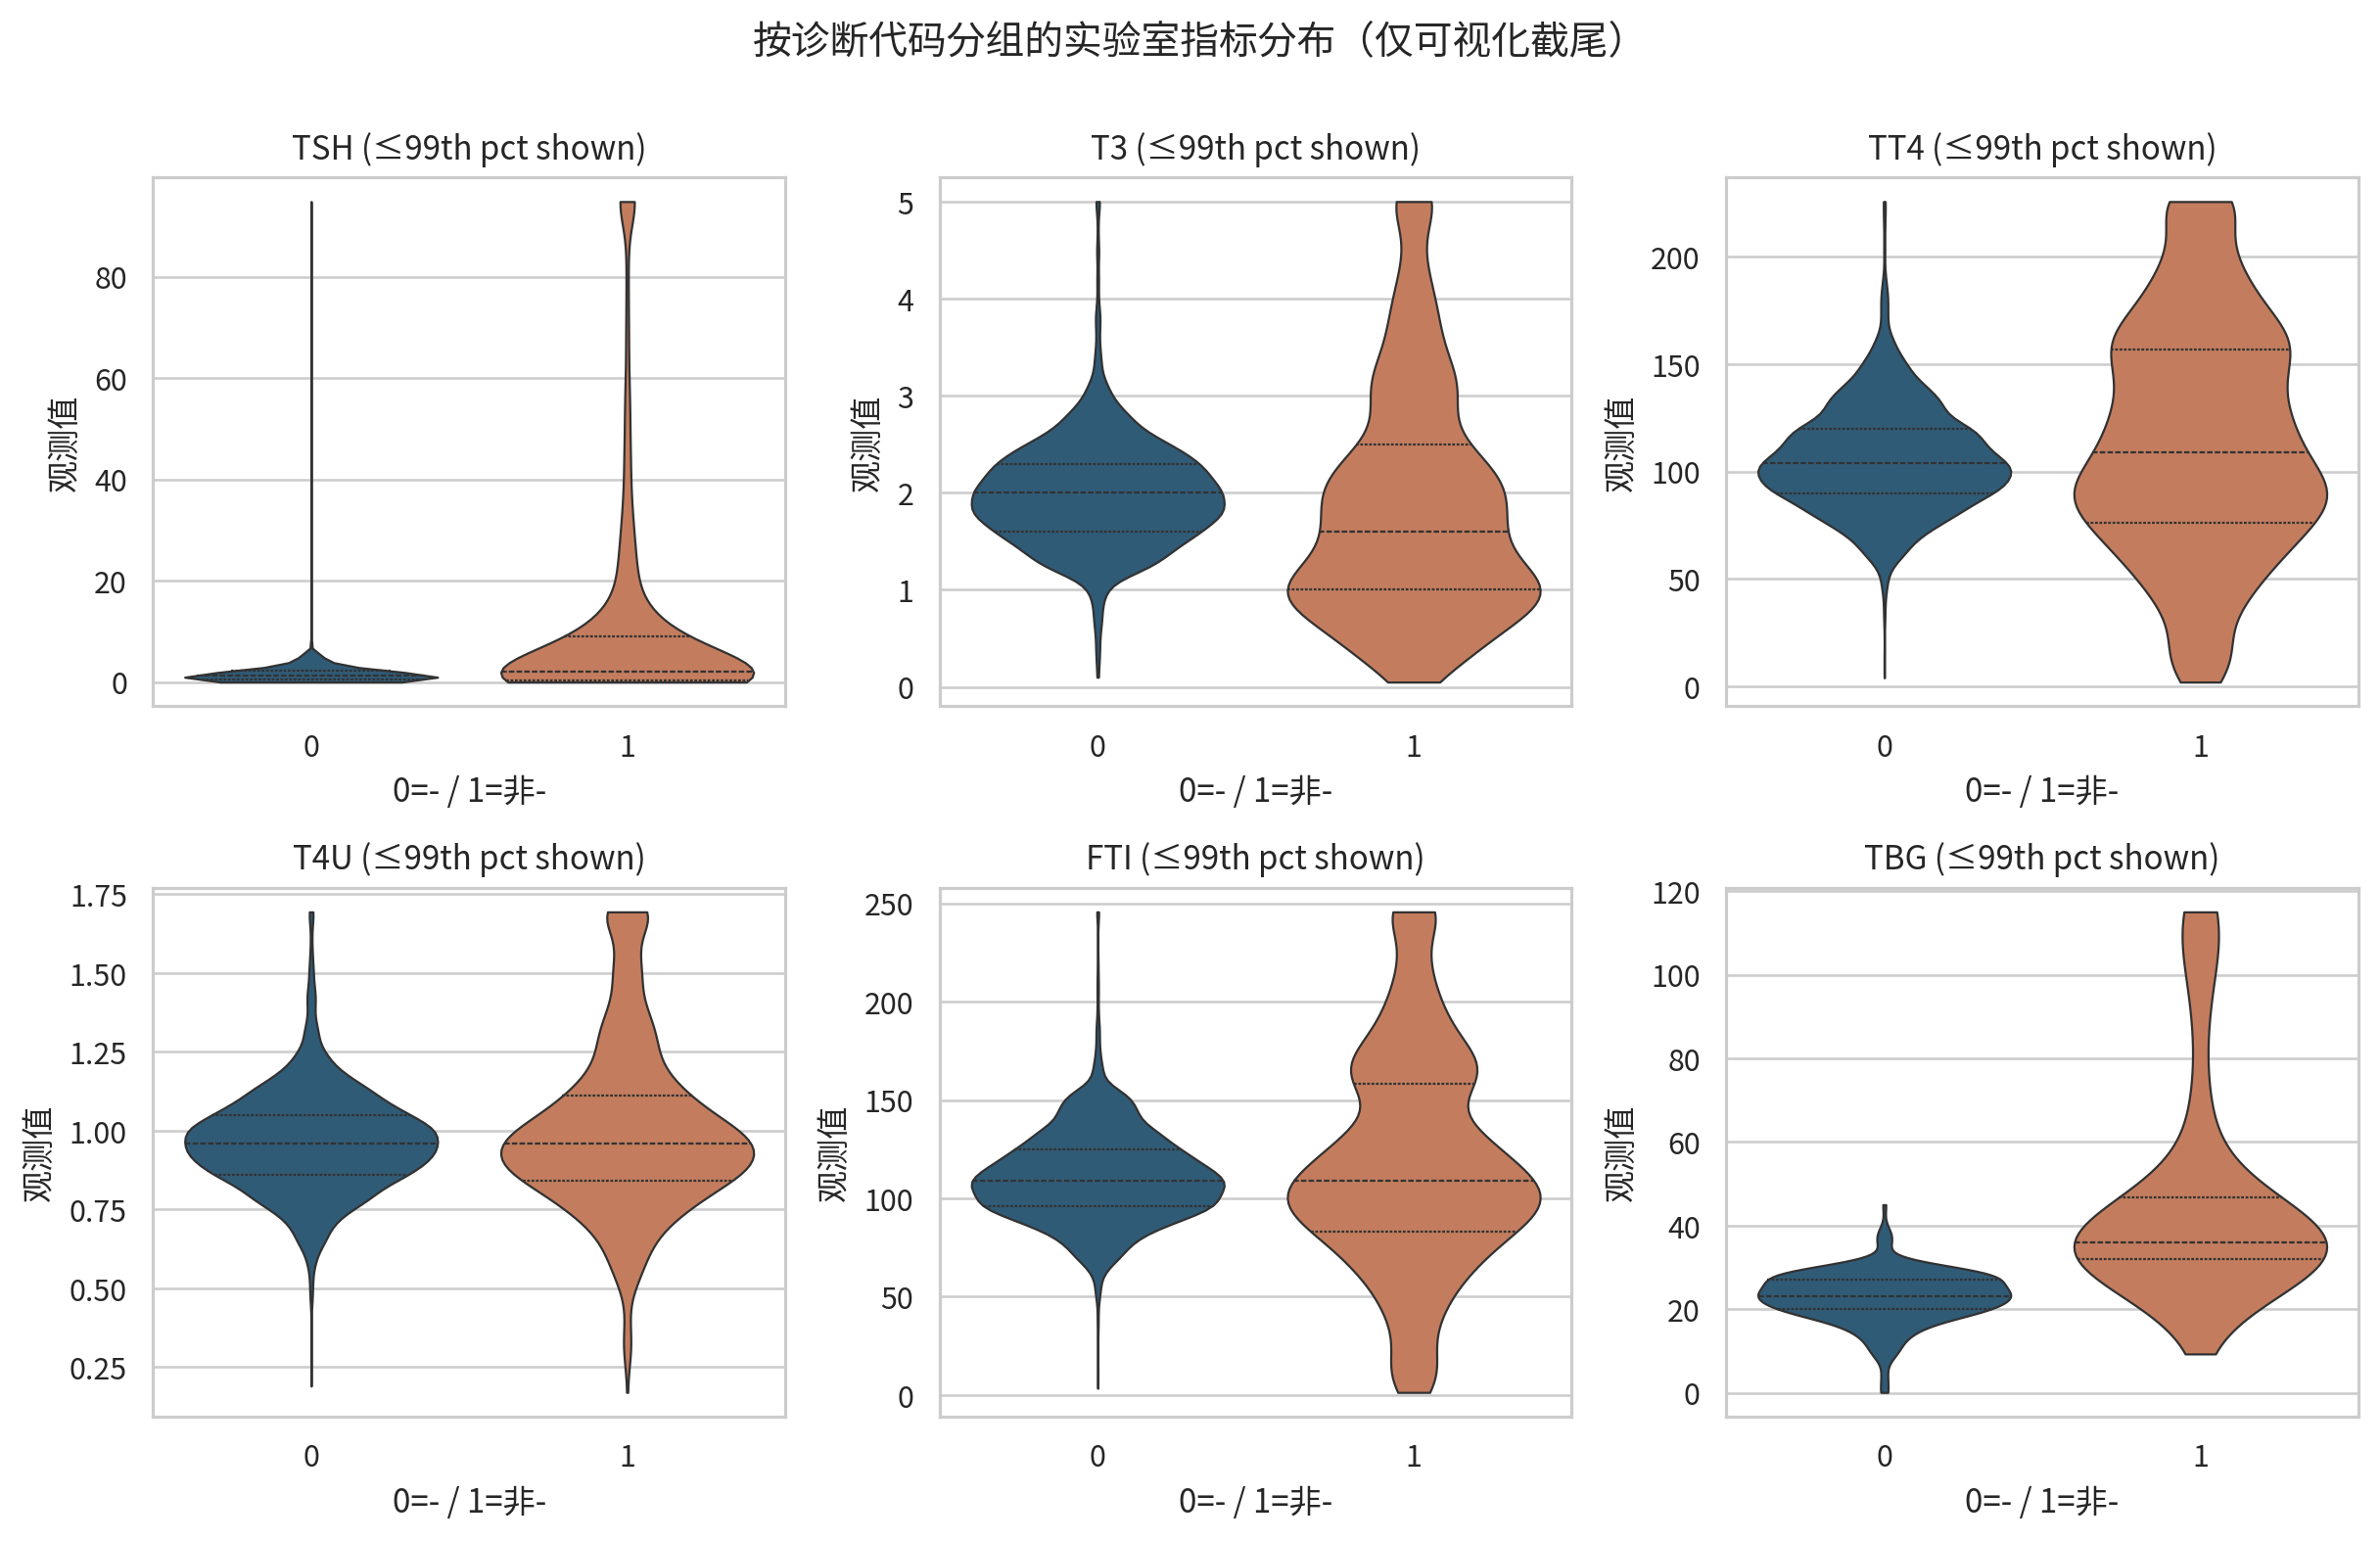 按诊断代码分组的实验室指标分布（仅可视化截尾）
TSH (≤99th pct shown)
观测值
80
60
40
20
0
0
1
0=- / 1=非-
T3 (≤99th pct shown)
观测值
5
4
3
2
1
0
0
1
0=- / 1=非-
TT4 (≤99th pct shown)
观测值
200
150
100
50
0
0
1
0=- / 1=非-
T4U (≤99th pct shown)
观测值
1.75
1.50
1.25
1.00
0.75
0.50
0.25
0
1
0=- / 1=非-
FTI (≤99th pct shown)
观测值
250
200
150
100
50
0
0
1
0=- / 1=非-
TBG (≤99th pct shown)
观测值
120
100
80
60
40
20
0
0
1
0=- / 1=非-